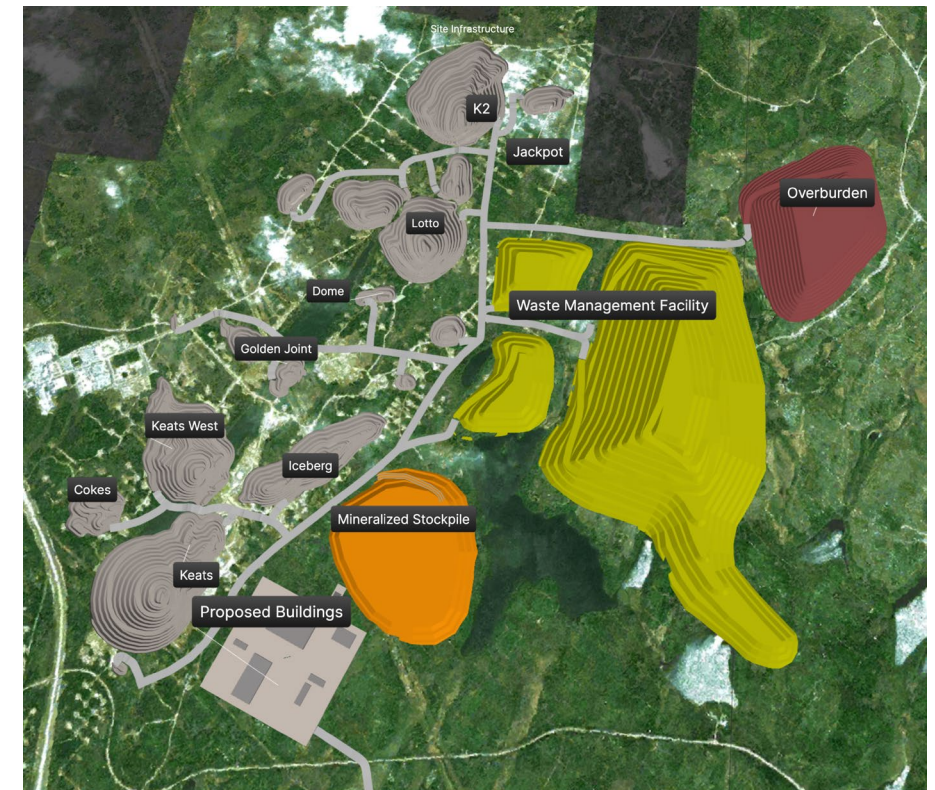 Site Infrastructure
K2
Jackpot
Overburden
Lotto
Dome
Waste Management Facility
Golden Joint
Keats West
Iceberg
Cokes
Mineralized Stockpile
Keats
Proposed Buildings